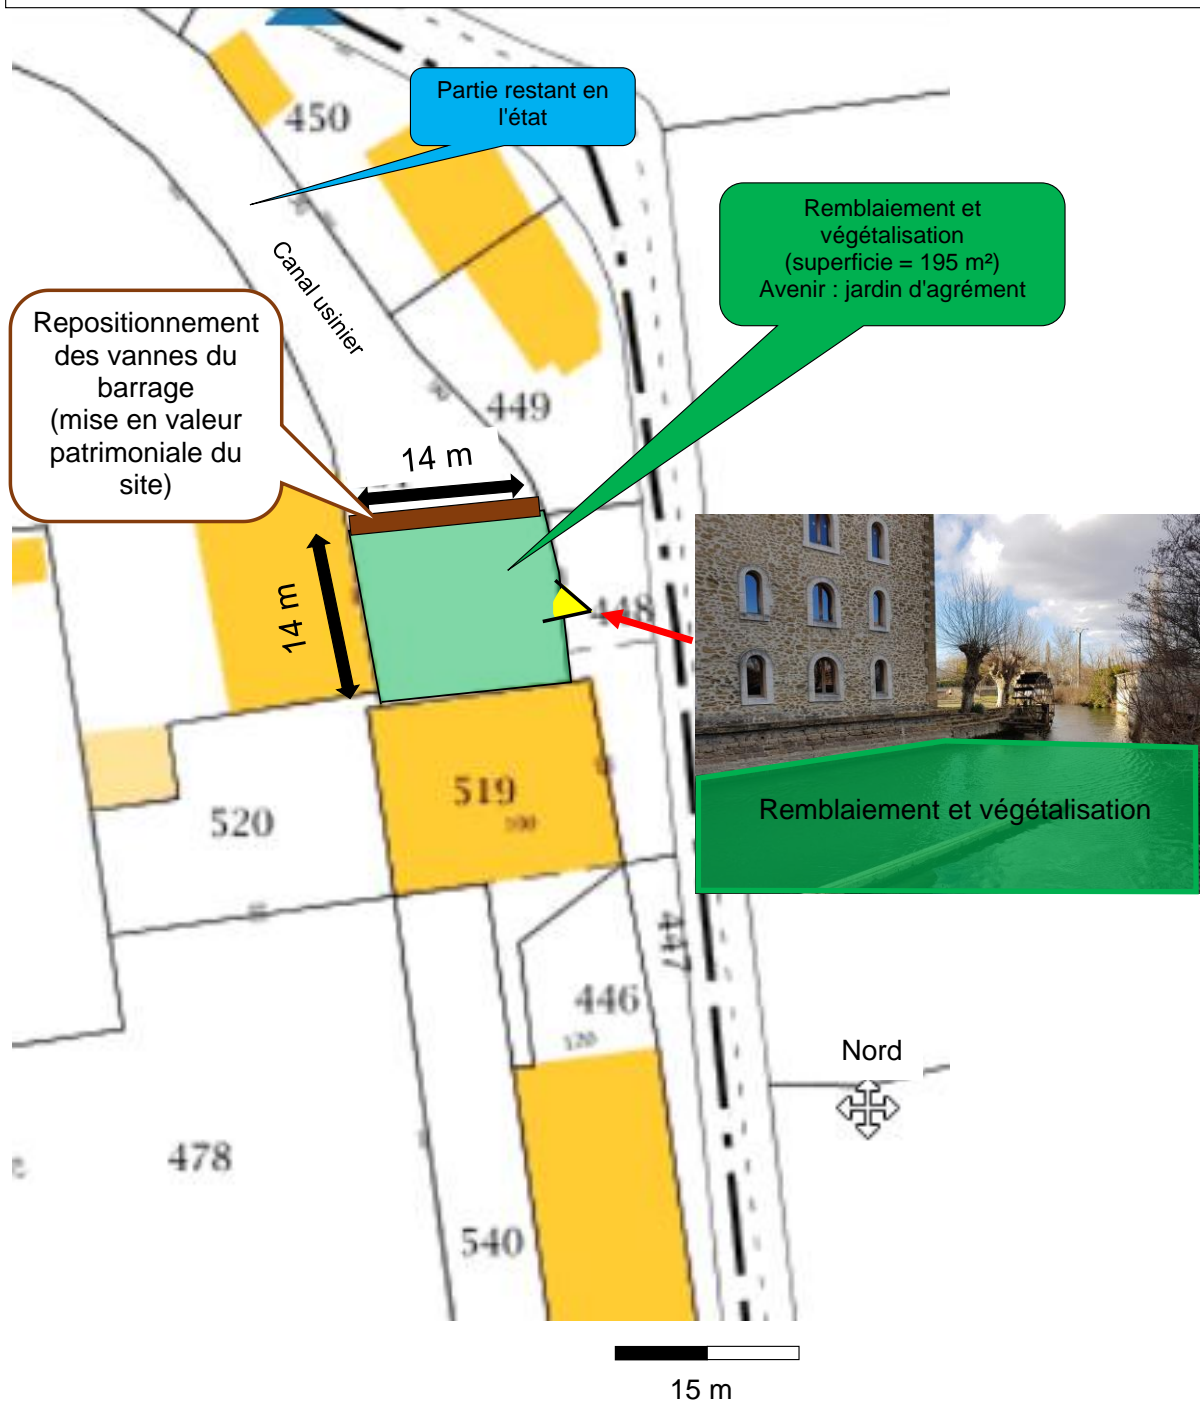 450
Partie restant en
l'état
Remblaiement et
végétalisation
(superficie = 195 m²)
Avenir : jardin d'agrément
Canal usinier
Repositionnement
des vannes du
barrage
(mise en valeur
patrimoniale du
site)
449
14 m
14 m
448
Remblaiement et végétalisation
519
100
520
447
446
120
Nord
478
540
15 m